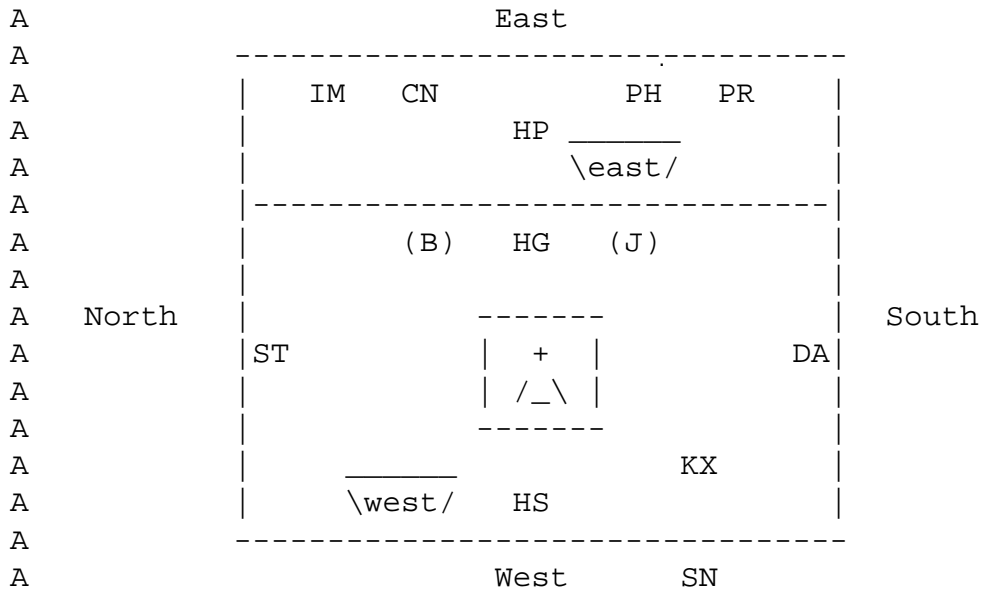 A East
A ---------------------------------
A | IM CN PH PR |
A | HP ______ |
A | \east/ |
A |-------------------------------|
A | (B) HG (J) |
A | |
A North | ------- | South
A |ST | + | DA|
A | | /_\ | |
A | ------- |
A | ______ KX |
A | \west/ HS |
A ---------------------------------
A West SN